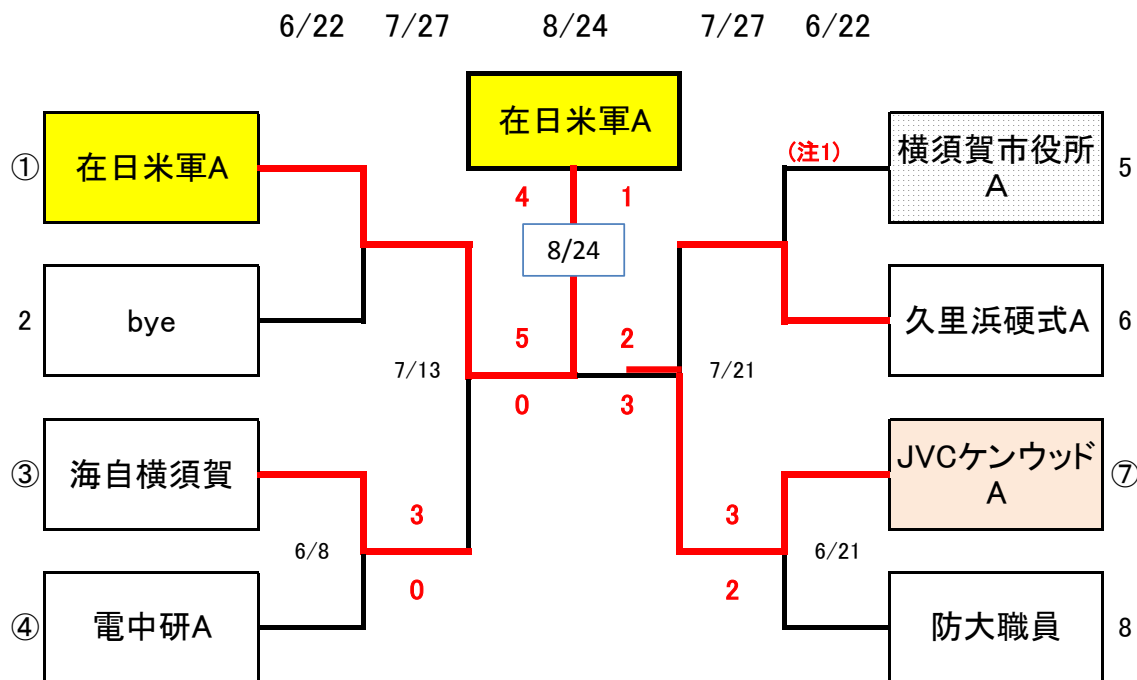 6/22 7/27 8/24 7/27 6/22
在日米軍A
① 在日米軍A
(注1)
横須賀市役所
A
5
4 1
8/24
2 bye
久里浜硬式A 6
5 2
7/13 7/21
0 3
③ 海自横須賀
JVCケンウッド
A
⑦
3 3
6/8 6/21
0 2
④ 電中研A
防大職員 8